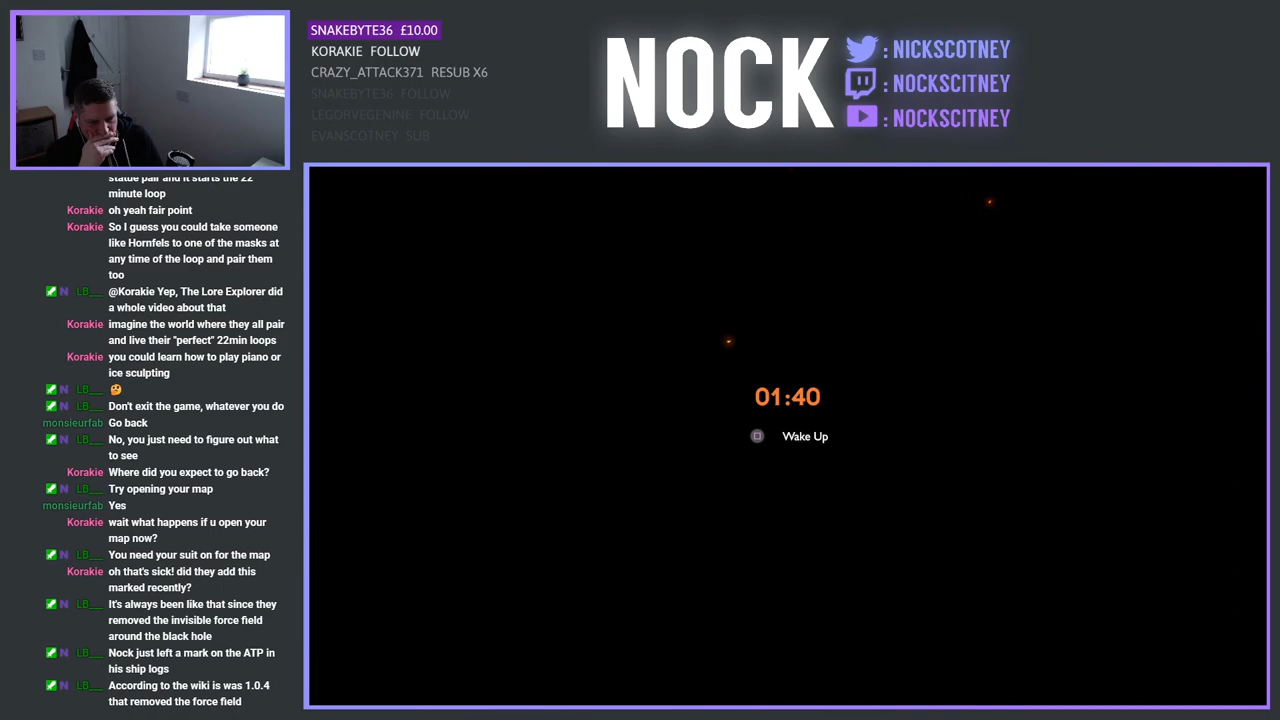 SNAKEBYTE36 £10.00
KORAKIE FOLLOW
CRAZY_ATTACK371 RESUB X6
SNAKEBYTE36 FOLLOW
LEGORVEGENINE FOLLOW
EVANSCOTNEY SUB
NOCK
: NICKSCOTNEY
: NOCKSCITNEY
: NOCKSCITNEY
statue pair and it starts the 22
minute loop
Korakie oh yeah fair point
Korakie So I guess you could take someone
like Hornfels to one of the masks at
any time of the loop and pair them
too
N LB__ @Korakie Yep, The Lore Explorer did
a whole video about that
Korakie imagine the world where they all pair
and live their "perfect" 22min loops
Korakie you could learn how to play piano or
ice sculpting
N LB__ 🤔
N LB__ Don't exit the game, whatever you do
monsieurfab Go back
N LB__ No, you just need to figure out what
to see
Korakie Where did you expect to go back?
N LB__ Try opening your map
monsieurfab Yes
Korakie wait what happens if u open your
map now?
N LB__ You need your suit on for the map
Korakie oh that's sick! did they add this
marked recently?
N LB__ It's always been like that since they
removed the invisible force field
around the black hole
N LB__ Nock just left a mark on the ATP in
his ship logs
N LB__ According to the wiki is was 1.0.4
that removed the force field
01:40
Wake Up